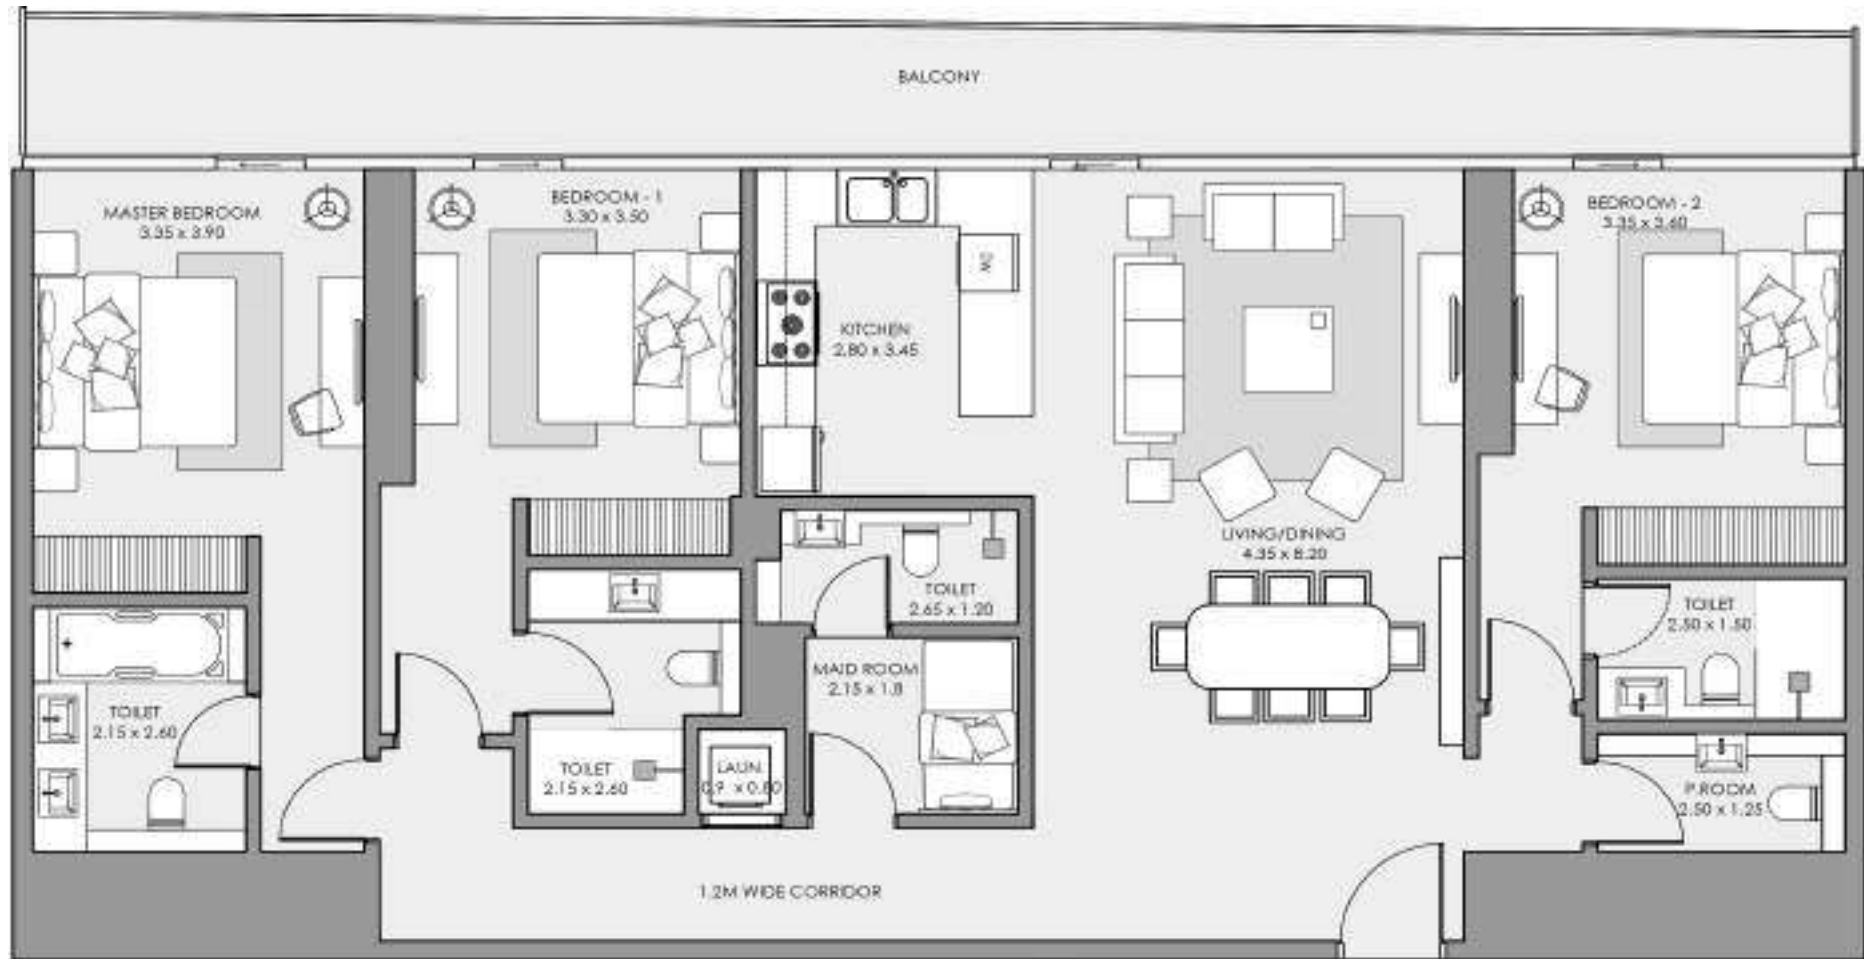 BALCONY
MASTER BEDROOM
3.35 x 3.90
BEDROOM - 1
3.30 x 3.50
BEDROOM - 2
3.35 x 3.60
KITCHEN
2.80 x 3.45
LIVING/DINING
4.35 x 8.20
TOILET
2.65 x 1.20
TOILET
2.50 x 1.50
MAID ROOM
2.15 x 1.8
TOILET
2.15 x 2.60
TOILET
2.15 x 2.60
LAUN.
0.9 x 0.80
P.ROOM
2.50 x 1.25
1.2M WIDE CORRIDOR